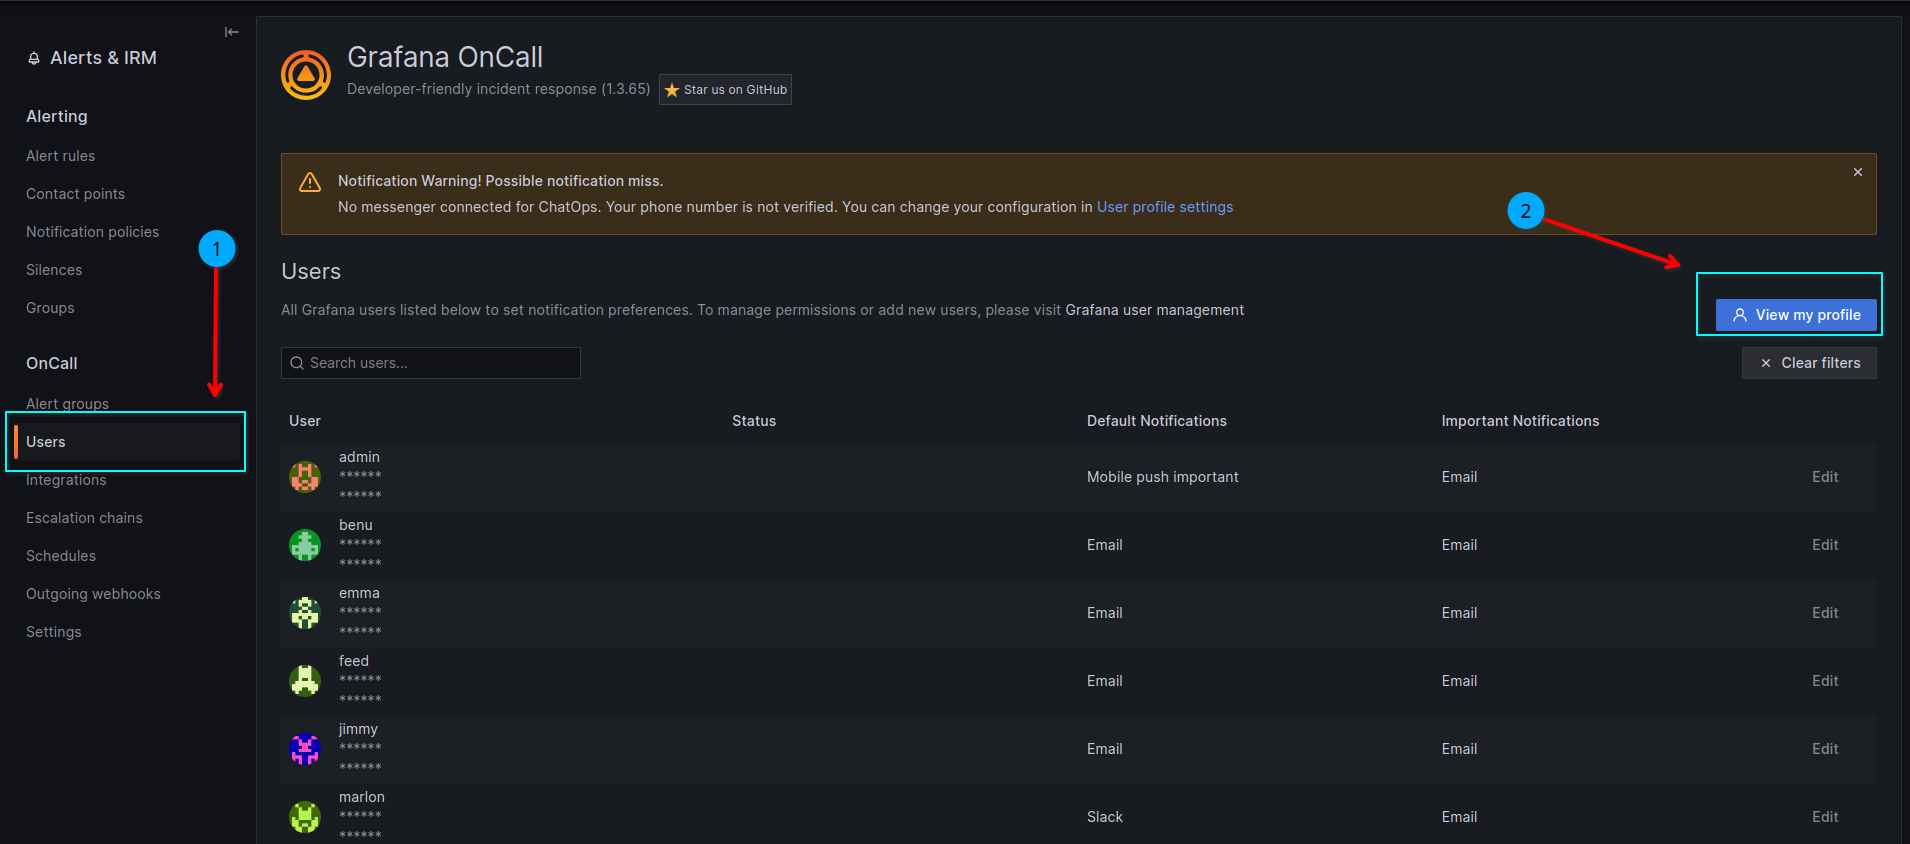 Alerts & IRM
Alerting
Alert rules
Contact points
Notification policies
Silences
Groups
OnCall
Alert groups
Users
Integrations
Escalation chains
Schedules
Outgoing webhooks
Settings
1
Grafana OnCall
Developer-friendly incident response (1.3.65)
Star us on GitHub
Notification Warning! Possible notification miss.
No messenger connected for ChatOps. Your phone number is not verified. You can change your configuration in User profile settings
2
Users
All Grafana users listed below to set notification preferences. To manage permissions or add new users, please visit Grafana user management
View my profile
Search users...
Clear filters
User Status Default Notifications Important Notifications
admin
******
******
Mobile push important Email Edit
benu
******
******
Email Email Edit
emma
******
******
Email Email Edit
feed
******
******
Email Email Edit
jimmy
******
******
Email Email Edit
marlon
******
******
Slack Email Edit